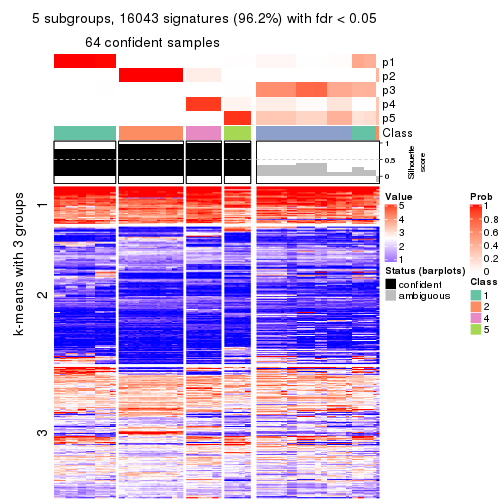 5 subgroups, 16043 signatures (96.2%) with fdr < 0.05
64 confident samples
p1
p2
p3
p4
p5
Class
1
0.5
0
Silhouette
score
k-means with 3 groups
1
2
3
Value
5
4
3
2
1
Status (barplots)
confident
ambiguous
Prob
1
0.8
0.6
0.4
0.2
0
Class
1
2
4
5